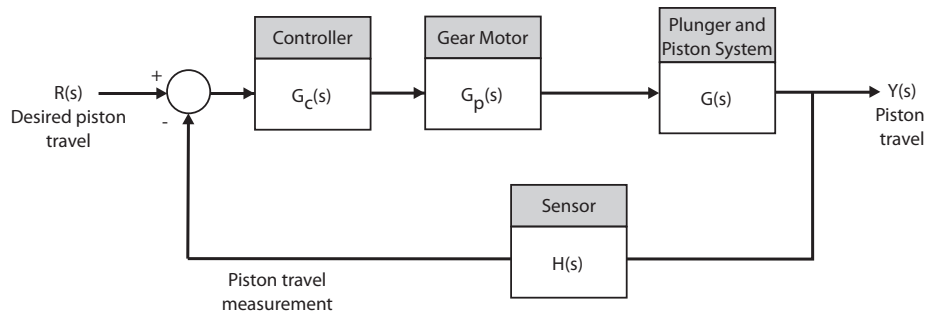 Plunger and
Piston System
Controller
Gear Motor
+
R(s)
Desired piston
travel
-
Gc(s)
Gp(s)
G(s)
Y(s)
Piston
travel
Sensor
H(s)
Piston travel
measurement